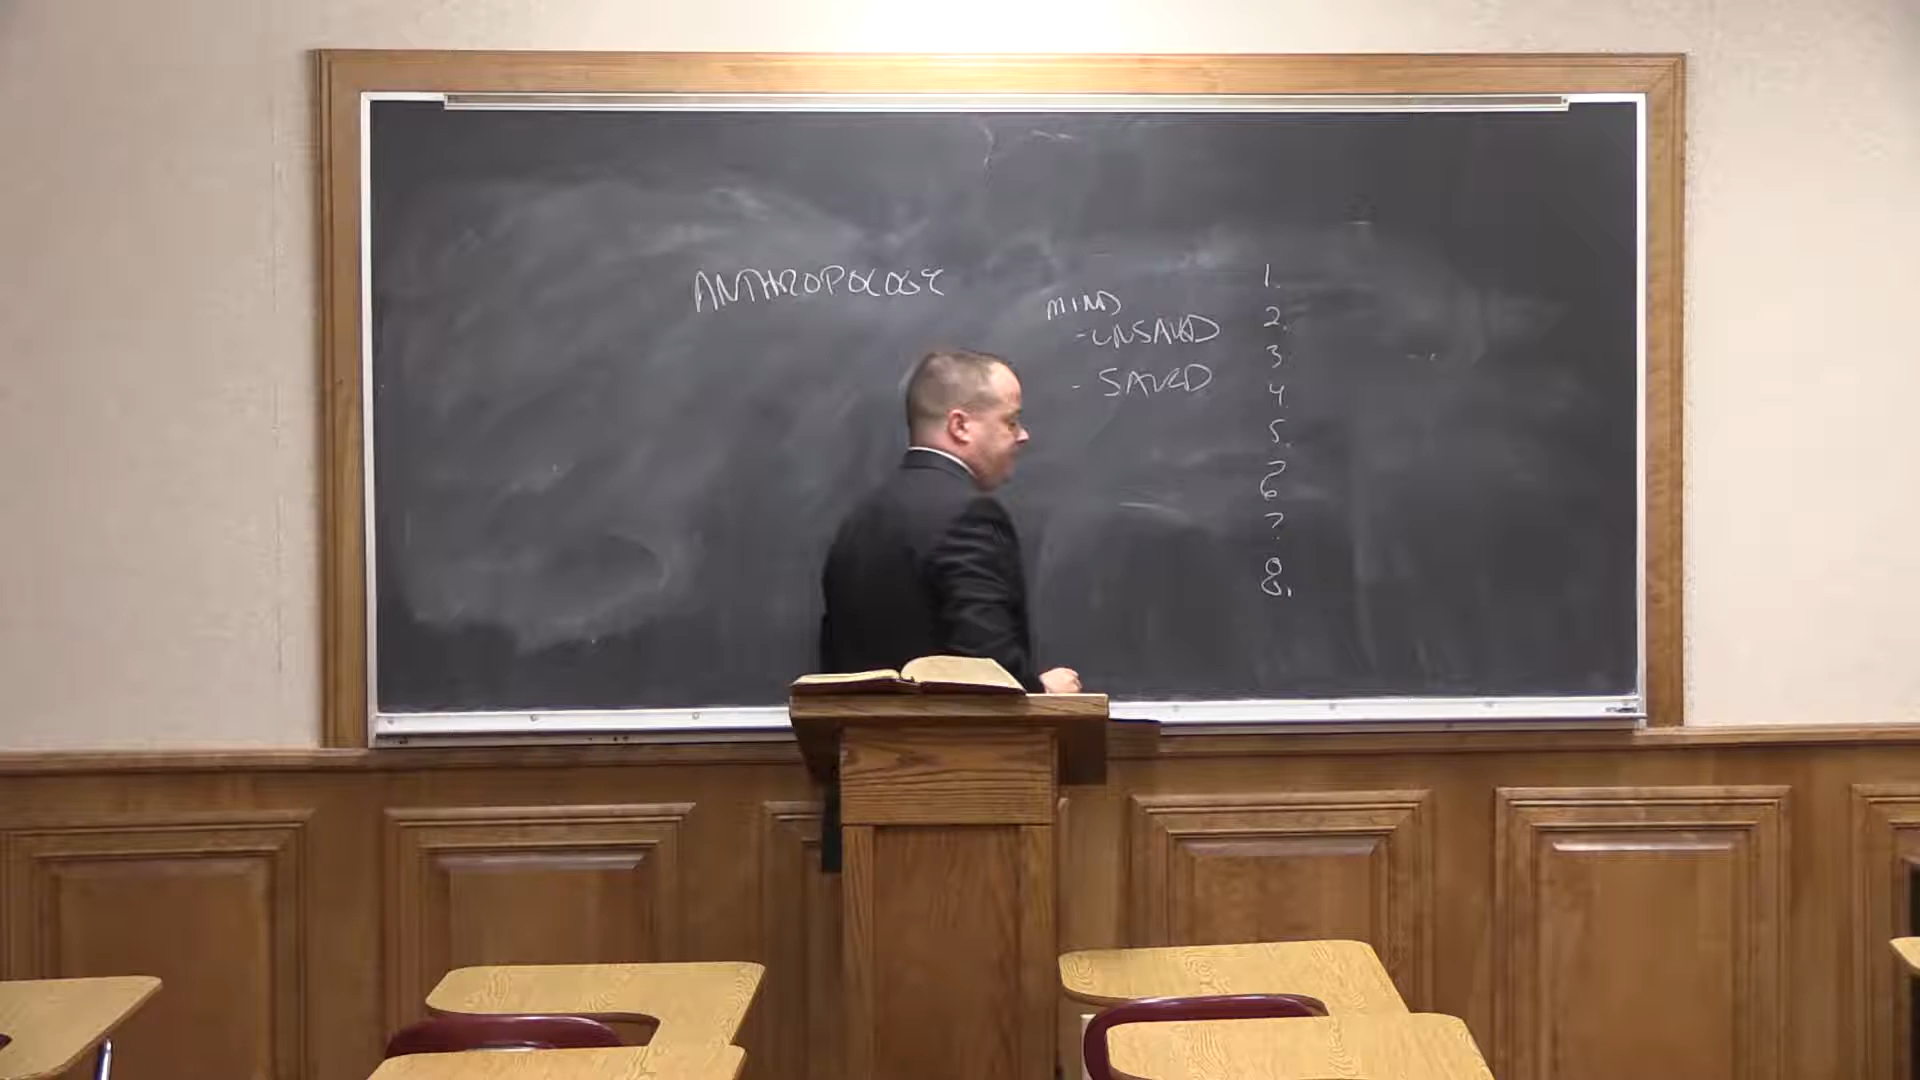 ANTHROPOLOGY
MIND
- UNSAVED
- SAVED
1.
2.
3.
4.
5.
6
7.
8.